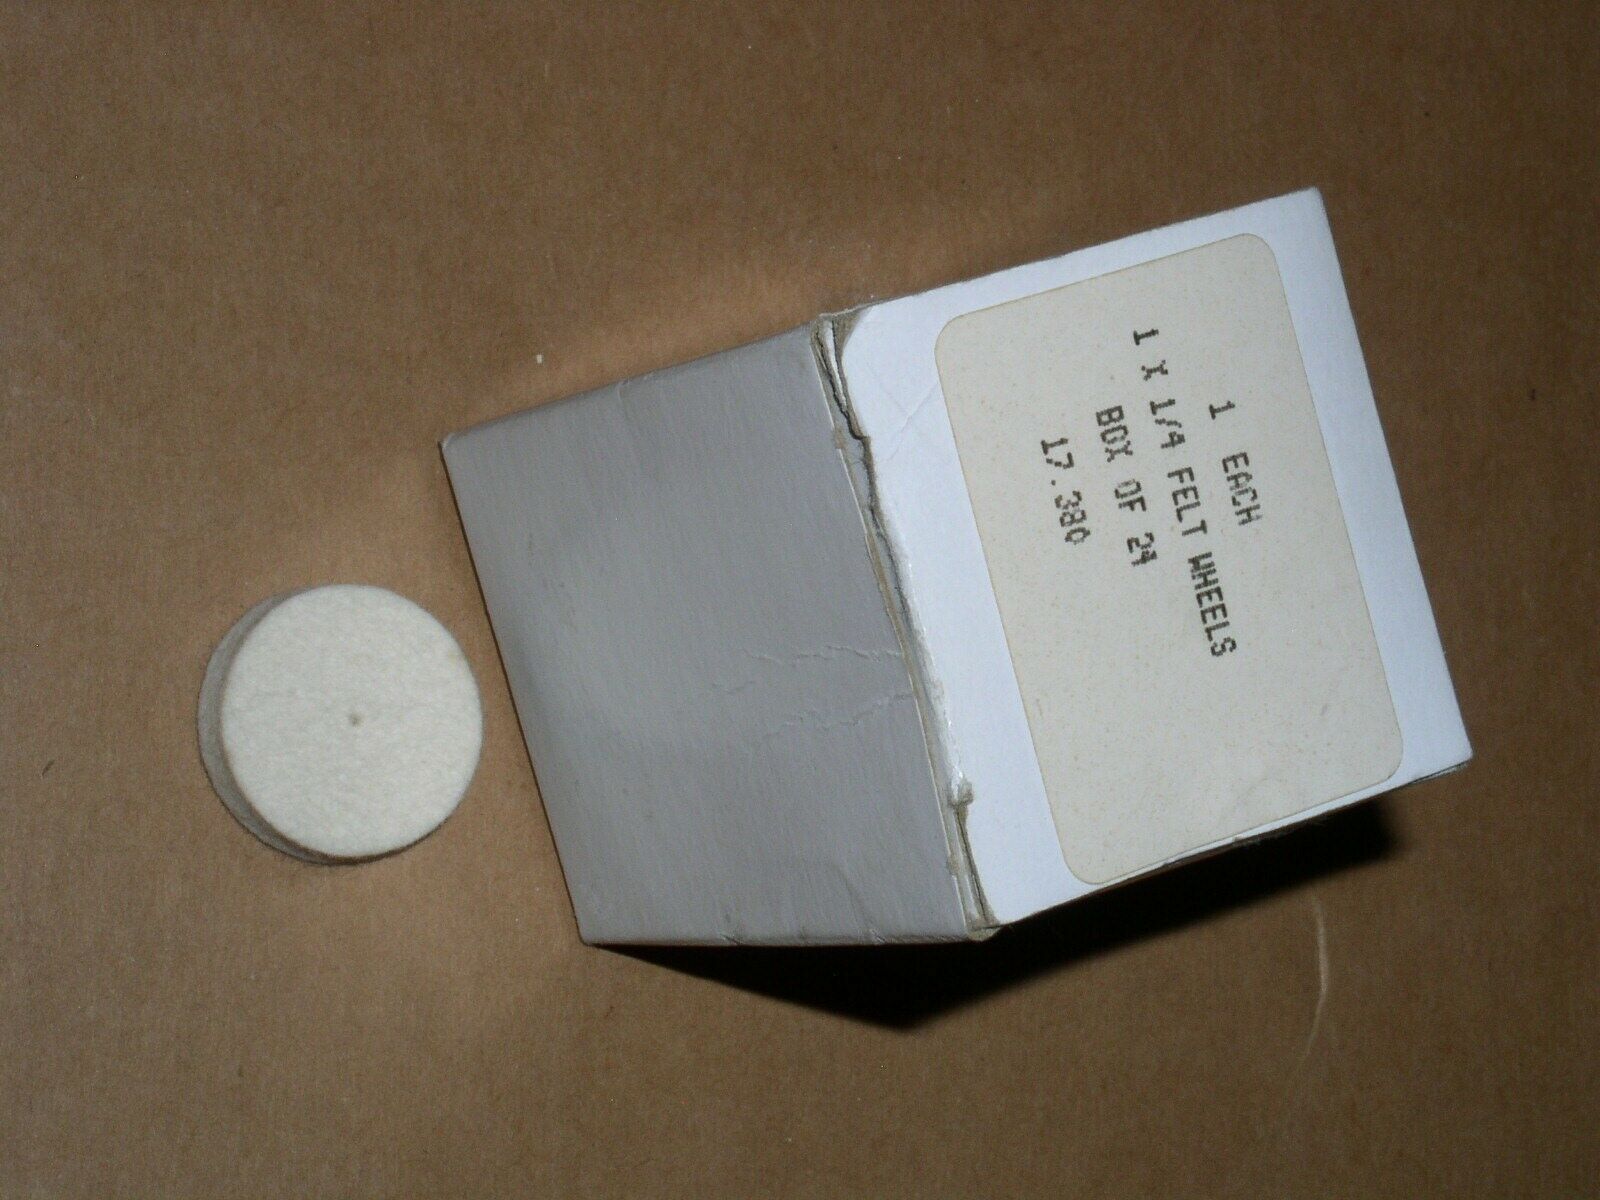 1 EACH
1 X 1/4 FELT WHEELS
BOX OF 24
17.380